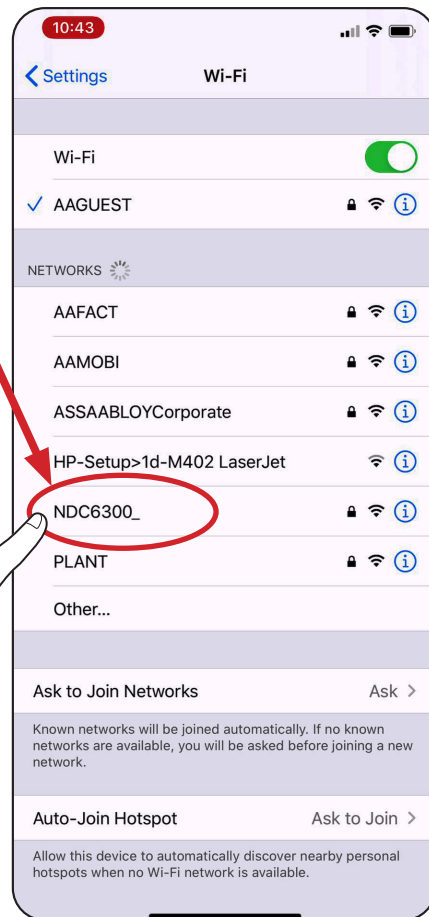 10:43
Settings
Wi-Fi
Wi-Fi
AAGUEST
NETWORKS
AAFACT
AAMOBI
ASSAABLOYCorporate
HP-Setup>1d-M402 LaserJet
NDC6300_
PLANT
Other...
Ask to Join Networks Ask
Known networks will be joined automatically. If no known
networks are available, you will be asked before joining a new
network.
Auto-Join Hotspot Ask to Join
Allow this device to automatically discover nearby personal
hotspots when no Wi-Fi network is available.